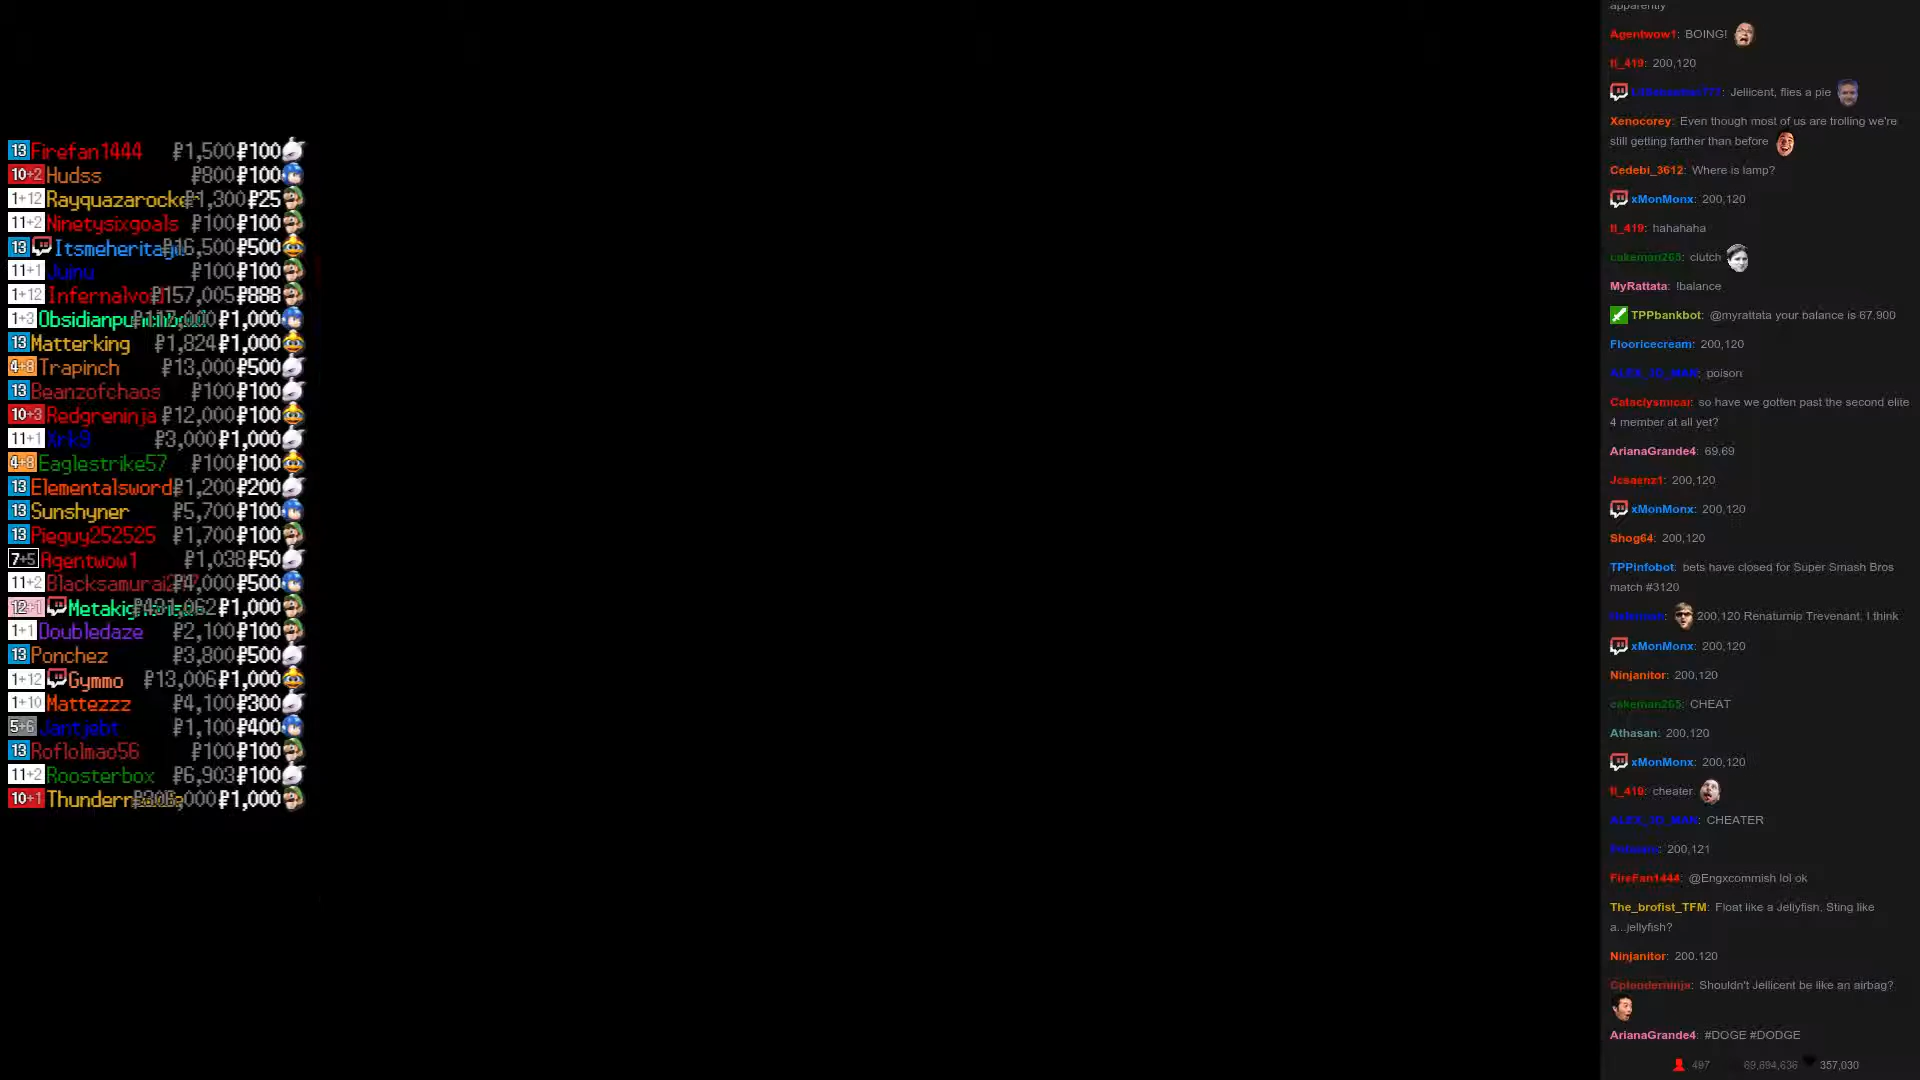 13 Firefan1444 ₽1,500 ₽100
10+2 Hudss ₽800 ₽100
1+12 Rayquazarocke ₽1,300 ₽25
11+2 Ninetysixgoals ₽100 ₽100
13 Itsmeheritage ₽16,500 ₽500
11+1 Juinu ₽100 ₽100
1+12 ₽157,005 ₽888
1+3 ₽1,000
13 Matterking ₽1,824 ₽1,000
4+8 Trapinch ₽13,000 ₽500
13 Beanzofchaos ₽100 ₽100
10+3 Redgreninja ₽12,000 ₽100
11+1 Xrk9 ₽3,000 ₽1,000
4+8 Eaglestrike57 ₽100 ₽100
13 Elementalsword ₽1,200 ₽200
13 Sunshyner ₽5,700 ₽100
13 Pieguy252525 ₽1,700 ₽100
7+5 Agentwow1 ₽1,038 ₽50
11+2 ₽4,000 ₽500
12+1 ₽1,000
1+1 Doubledaze ₽2,100 ₽100
13 Ponchez ₽3,800 ₽500
1+12 Gymmo ₽13,006 ₽1,000
1+10 Mattezzz ₽4,100 ₽300
5+6 Jantjebt ₽1,100 ₽400
13 Roflolmao56 ₽100 ₽100
11+2 Roosterbox ₽6,903 ₽100
10+1 ₽1,000
apparently
Agentwow1: BOING!
tl_419: 200,120
Jellicent, flies a pie
Xenocorey: Even though most of us are trolling we're
still getting farther than before
Cedebi_3612: Where is lamp?
xMonMonx: 200,120
tl_419: hahahaha
cakeman265: clutch
MyRattata: !balance
TPPbankbot: @myrattata your balance is 67,900
Flooricecream: 200,120
ALEX_JD_MAN: poison
Cataclysmicar: so have we gotten past the second elite
4 member at all yet?
ArianaGrande4: 69,69
Jcsaenz1: 200,120
xMonMonx: 200,120
Shog64: 200,120
TPPinfobot: bets have closed for Super Smash Bros
match #3120
200,120 Renaturnip Trevenant, I think
xMonMonx: 200,120
Ninjanitor: 200,120
cakeman265: CHEAT
Athasan: 200,120
xMonMonx: 200,120
tl_419: cheater
ALEX_JD_MAN: CHEATER
200,121
FireFan1444: @Engxcommish lol ok
The_brofist_TFM: Float like a Jellyfish. Sting like
a...jellyfish?
Ninjanitor: 200.120
Shouldn't Jellicent be like an airbag?
ArianaGrande4: #DOGE #DODGE
497 69,694,636 357,030